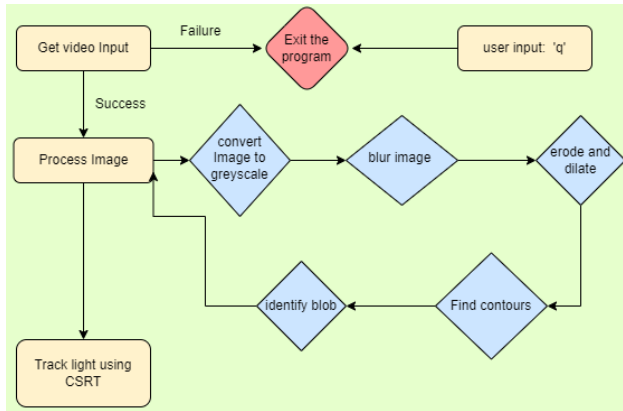 Get video Input
Failure
Exit the
program
user input:  'q'
Success
Process Image
convert
Image to
greyscale
blur image
erode and
dilate
identify blob
Find contours
Track light using
CSRT